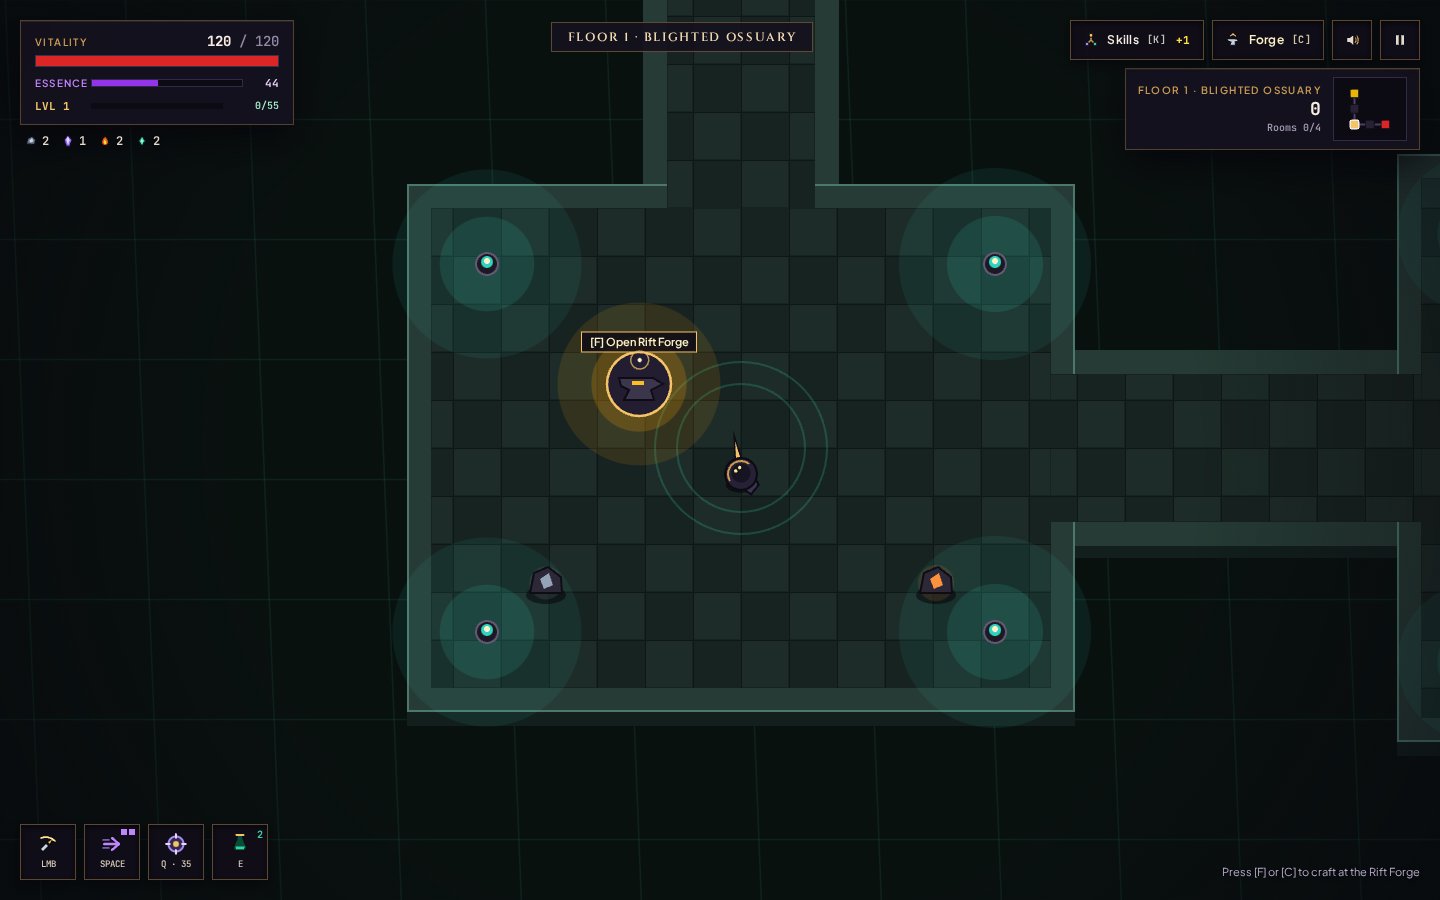 VITALITY 120 / 120
ESSENCE 44
LVL 1 0/55
2 1 2 2
FLOOR 1 · BLIGHTED OSSUARY
Skills [K] +1
Forge [C]
FLOOR 1 · BLIGHTED OSSUARY
0
Rooms 0/4
[F] Open Rift Forge
LMB
SPACE
Q · 35
2
E
Press [F] or [C] to craft at the Rift Forge